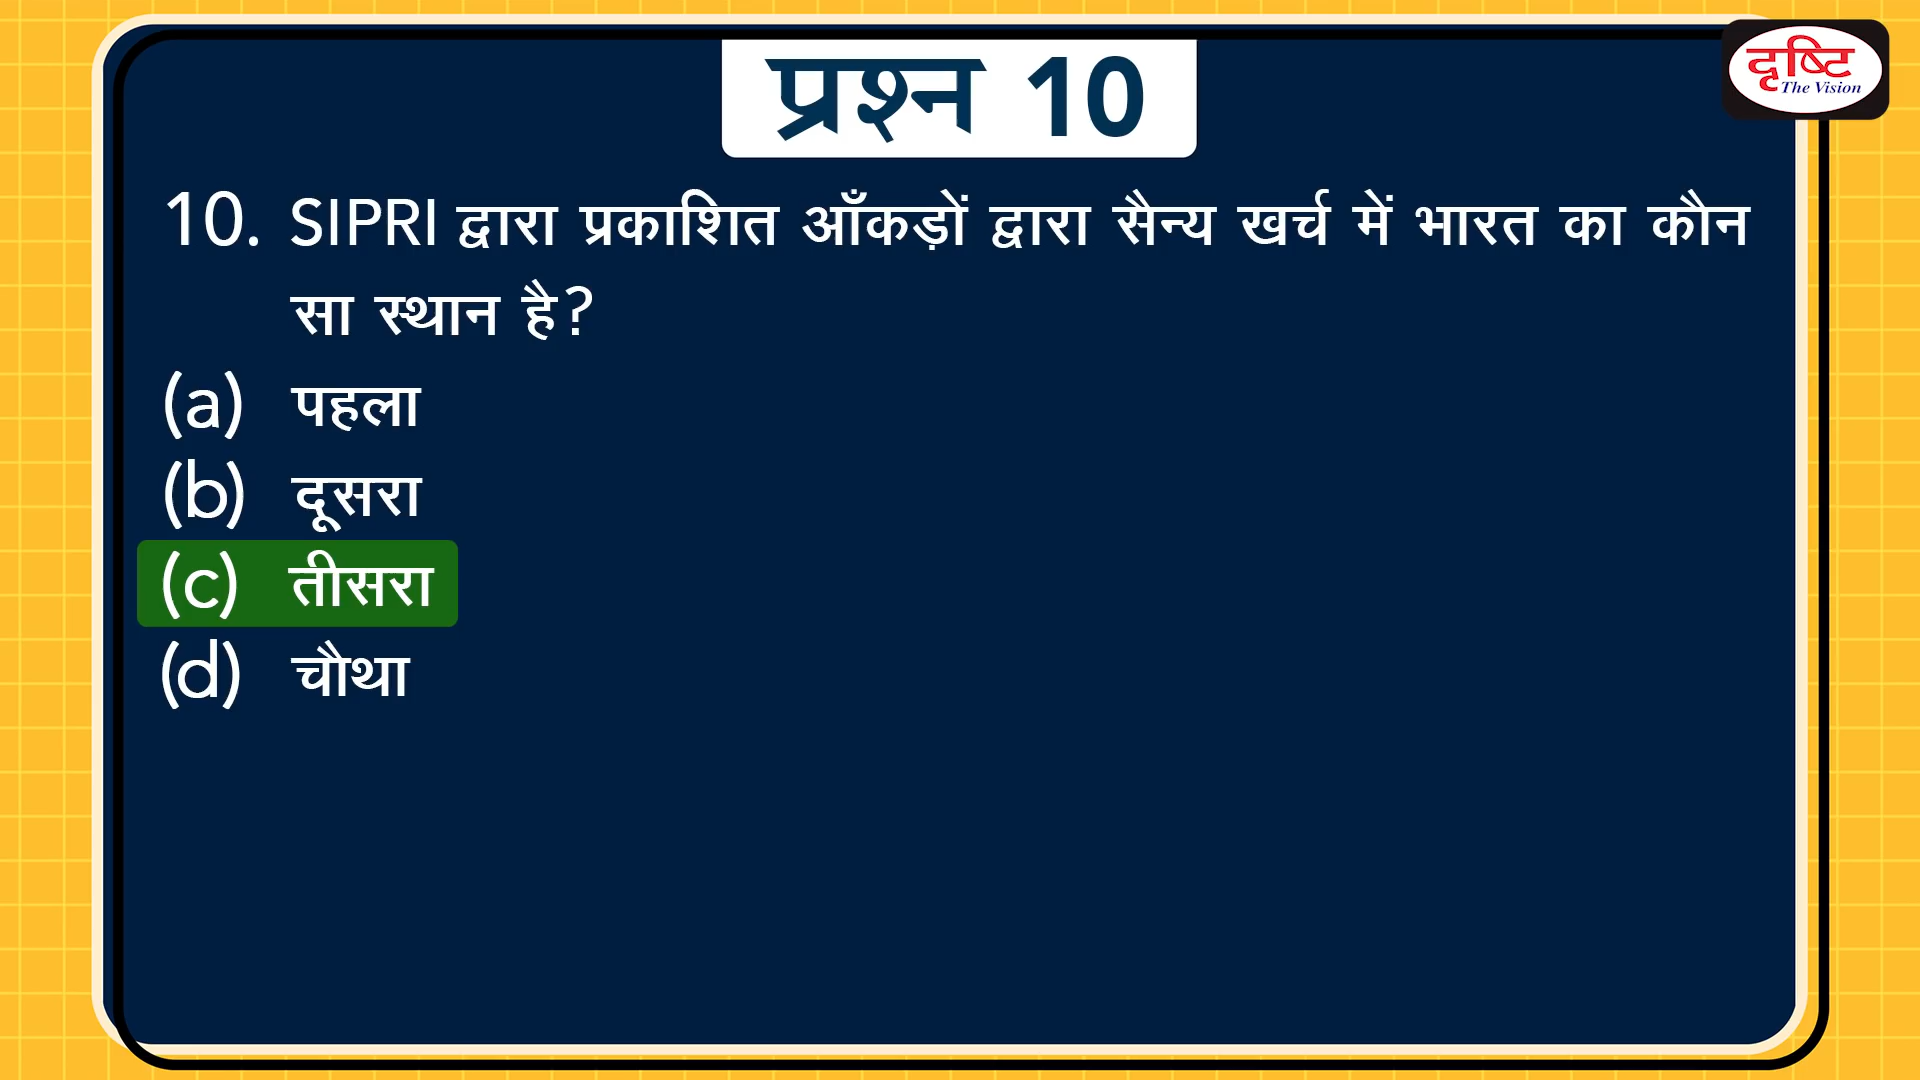 प्रश्न 10
दृष्टि
The Vision
10. SIPRI द्वारा प्रकाशित आँकड़ों द्वारा सैन्य खर्च में भारत का कौन
सा स्थान है?
(a) पहला
(b) दूसरा
(c) तीसरा
(d) चौथा